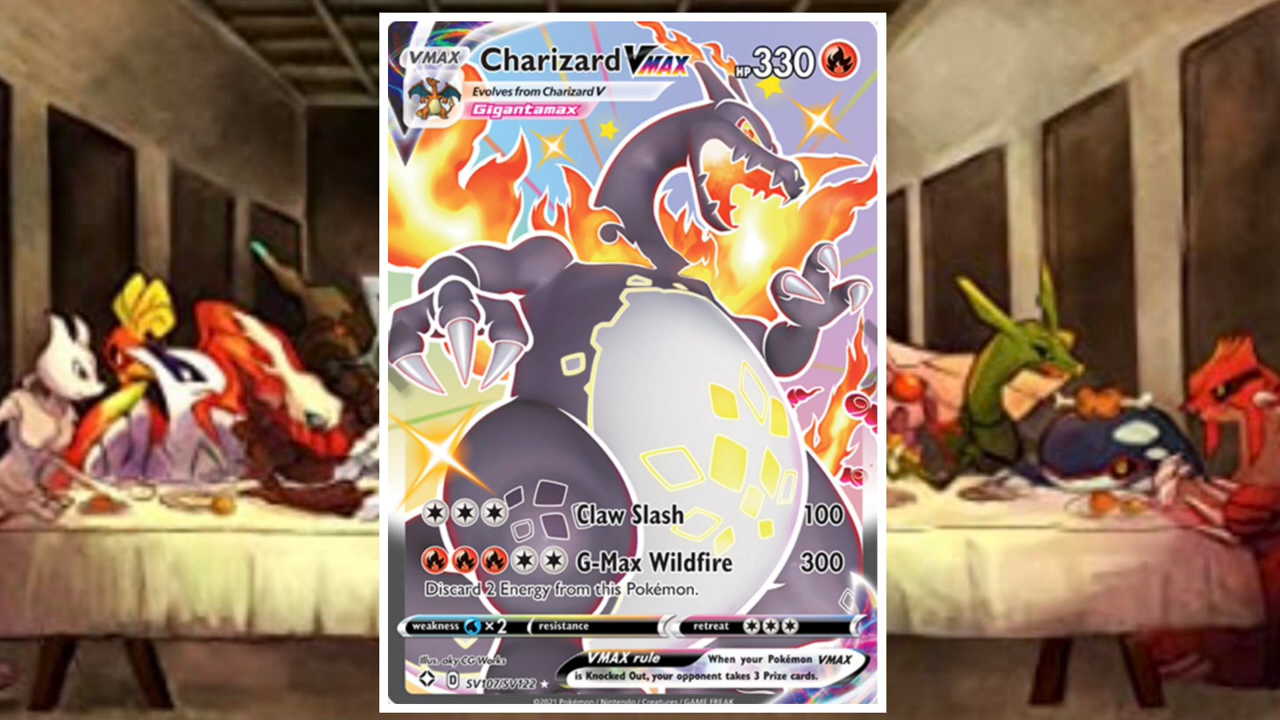 VMAX Charizard VMAX HP 330
Evolves from Charizard V
Gigantamax
Claw Slash 100
G-Max Wildfire 300
Discard 2 Energy from this Pokémon.
weakness ×2 resistance retreat
Illus. aky CG Works
VMAX rule When your Pokémon VMAX
is Knocked Out, your opponent takes 3 Prize cards.
D SV107/SV122
©2021 Pokémon / Nintendo / Creatures / GAME FREAK